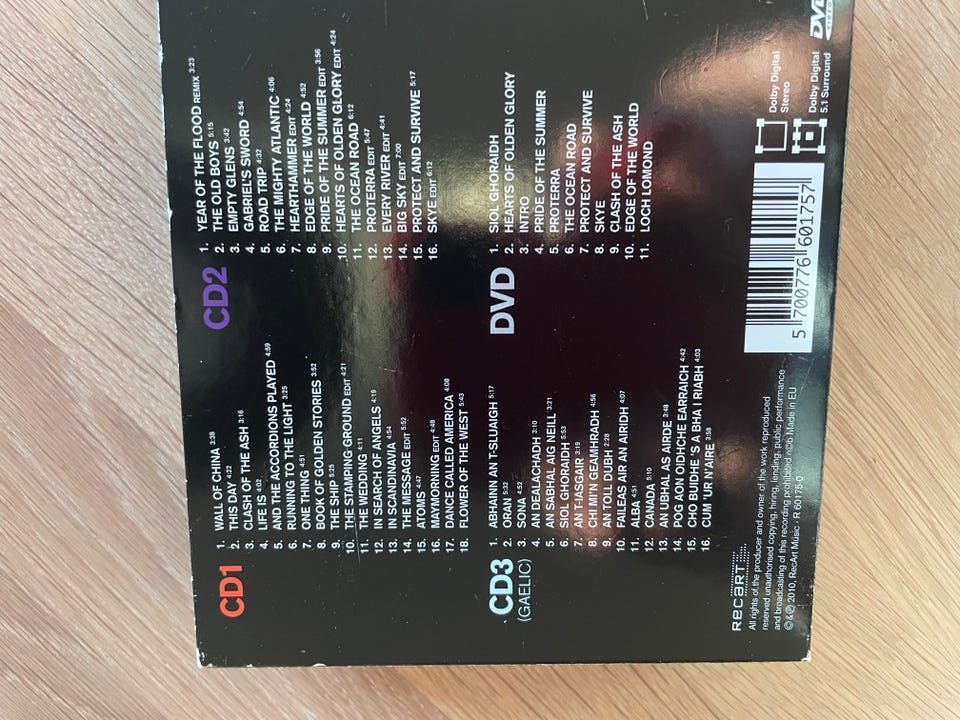 CD1
1. WALL OF CHINA 3:38
2. THIS DAY 4:22
3. CLASH OF THE ASH 3:16
4. LIFE IS 4:02
5. AND THE ACCORDIONS PLAYED 4:59
6. RUNNING TO THE LIGHT 3:25
7. ONE THING 4:51
8. BOOK OF GOLDEN STORIES 3:52
9. THE SHIP 5:25
10. THE STAMPING GROUND EDIT 4:21
11. THE WEDDING 4:11
12. IN SEARCH OF ANGELS 4:19
13. IN SCANDINAVIA 4:54
14. THE MESSAGE EDIT 5:52
15. ATOMIS 4:47
16. MAYMORNING EDIT 4:48
17. DANCE CALLED AMERICA 4:08
18. FLOWER OF THE WEST 5:43
CD2
1. YEAR OF THE FLOOD REMIX 3:23
2. THE OLD BOYS 5:15
3. EMPTY GLENS 3:42
4. GABRIEL'S SWORD 4:54
5. ROAD TRIP 4:32
6. THE MIGHTY ATLANTIC 4:06
7. HEARTHAMMER EDIT 4:24
8. EDGE OF THE WORLD 4:52
9. PRIDE OF THE SUMMER EDIT 3:56
10. HEARTS OF OLDEN GLORY EDIT 4:24
11. THE OCEAN ROAD 6:12
12. PROTERRA EDIT 5:47
13. EVERY RIVER EDIT 4:41
14. BIG SKY EDIT 7:00
15. PROTECT AND SURVIVE 5:17
16. SKYE EDIT 6:12
CD3
(GAELIC)
1. ABHAINN AN T-SLUAIGH 5:17
2. ORAN 5:32
3. SONA 4:52
4. AN DEALACHADH 3:10
5. AN SABHAL AIG NEILL 3:21
6. SIOL GHORAIDH 5:53
7. AN T-IASGAIR 3:19
8. CHI MI'N GEAMHRADH 4:56
9. AN TOLL DUBH 2:28
10. FAILEAS AIR AN AIRIDH 4:07
11. ALBA 4:51
12. CANADA 5:10
13. AN UBHAL AS AIRDE 3:48
14. POG AON OIDHCHE EARRAICH 4:42
15. CHO BUIDHE 'S A BHA I RIABH 4:03
16. CUM UR N'AIRE 3:58
DVD
1. SIOL GHORAIDH
2. HEARTS OF OLDEN GLORY
3. INTRO
4. PRIDE OF THE SUMMER
5. PROTERRA
6. THE OCEAN ROAD
7. PROTECT AND SURVIVE
8. SKYE
9. CLASH OF THE ASH
10. EDGE OF THE WORLD
11. LOCH LOMOND
RECART
All rights of the producer and owner of the work reproduced
reserved unauthorised copying, hiring, lending, public performance
and broadcasting of this recording prohibited n©b Made in EU
© & ℗ 2010, RecArt Music · R 60175-0
5 700776 601757
Dolby Digital
Stereo
Dolby Digital
5.1 Surround
DVD
VIDEO